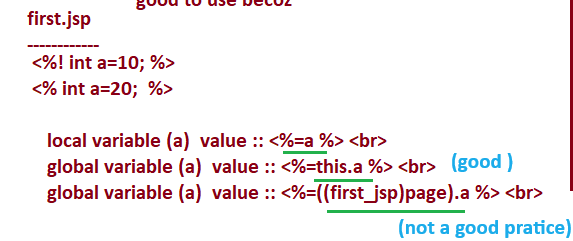 good to use becoz
first.jsp
------------
<%! int a=10; %>
<% int a=20;  %>
local variable (a)  value :: <%=a %> <br>
global variable (a)  value :: <%=this.a %> <br>  (good )
global variable (a)  value :: <%=((first_jsp)page).a %> <br>
(not a good pratice)